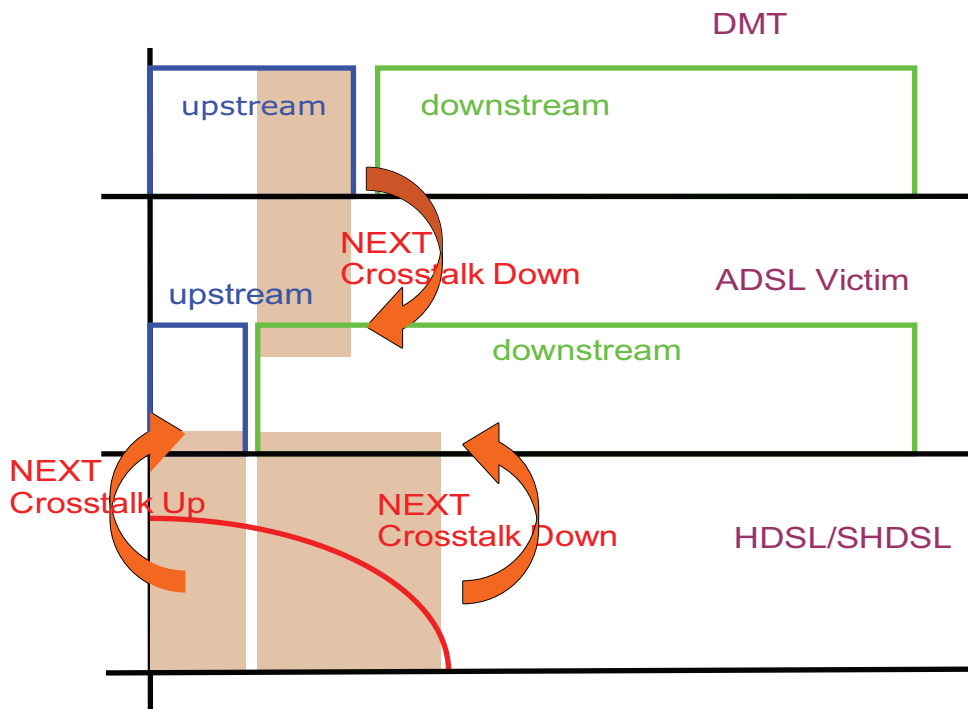 DMT
upstream
downstream
NEXT
Crosstalk Down
ADSL Victim
upstream
downstream
NEXT
Crosstalk Up
NEXT
Crosstalk Down
HDSL/SHDSL